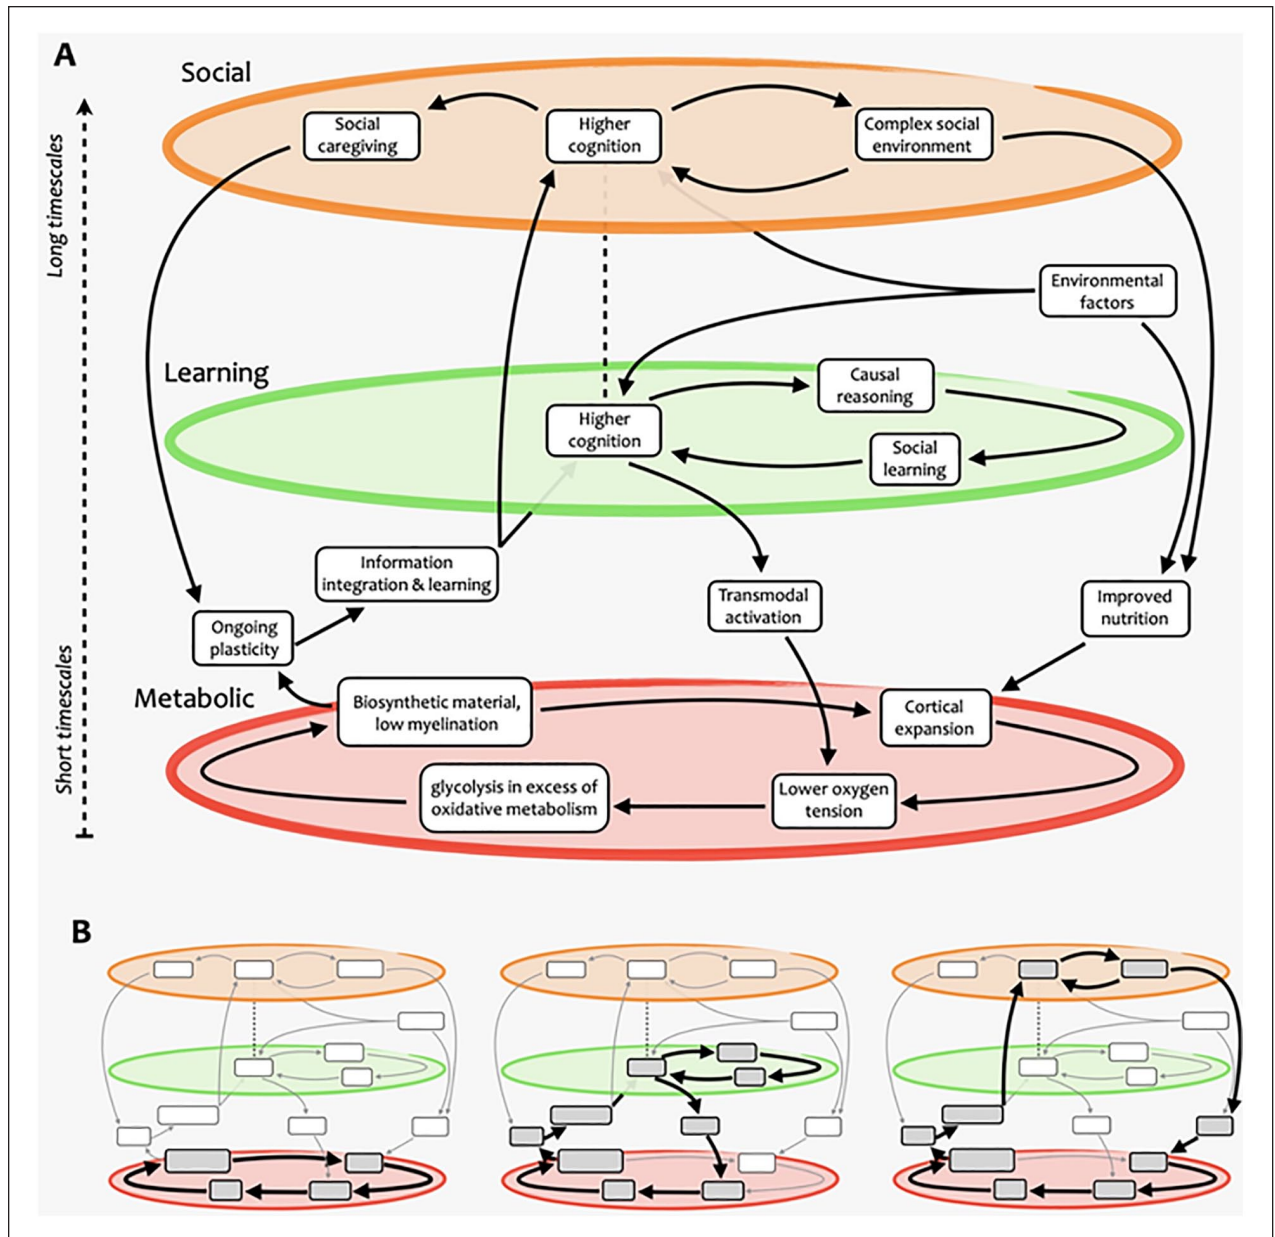 A
Social
Social
caregiving
Higher
cognition
Complex social
environment
Long timescales
Environmental
factors
Learning
Causal
reasoning
Higher
cognition
Social
learning
Information
integration & learning
Transmodal
activation
Improved
nutrition
Ongoing
plasticity
Short timescales
Metabolic
Biosynthetic material,
low myelination
Cortical
expansion
glycolysis in excess of
oxidative metabolism
Lower oxygen
tension
B